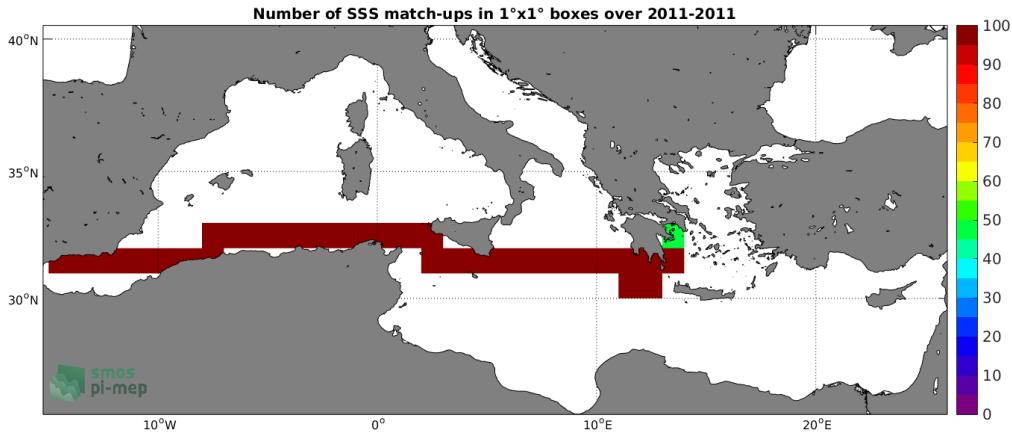 Number of SSS match-ups in 1°x1° boxes over 2011-2011
40°N
35°N
30°N
10°W
0°
10°E
20°E
100
90
80
70
60
50
40
30
20
10
0
smos
pi-mep